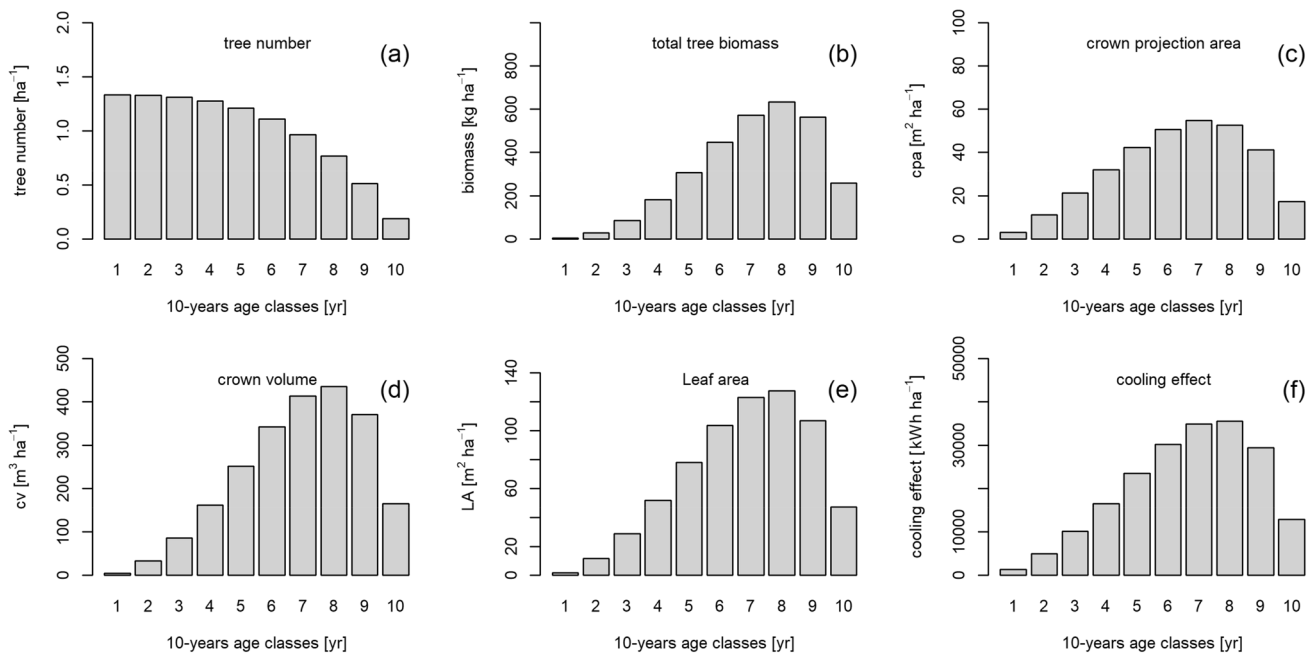 tree number
(a)
tree number [ha⁻¹]
2.0
1.5
1.0
0.5
0.0
1 2 3 4 5 6 7 8 9 10
10-years age classes [yr]
total tree biomass
(b)
biomass [kg ha⁻¹]
800
600
400
200
0
1 2 3 4 5 6 7 8 9 10
10-years age classes [yr]
crown projection area
(c)
cpa [m² ha⁻¹]
100
80
60
40
20
0
1 2 3 4 5 6 7 8 9 10
10-years age classes [yr]
crown volume
(d)
cv [m³ ha⁻¹]
500
400
300
200
100
0
1 2 3 4 5 6 7 8 9 10
10-years age classes [yr]
Leaf area
(e)
LA [m² ha⁻¹]
140
100
60
20
0
1 2 3 4 5 6 7 8 9 10
10-years age classes [yr]
cooling effect
(f)
cooling effect [kWh ha⁻¹]
50000
30000
10000
0
1 2 3 4 5 6 7 8 9 10
10-years age classes [yr]